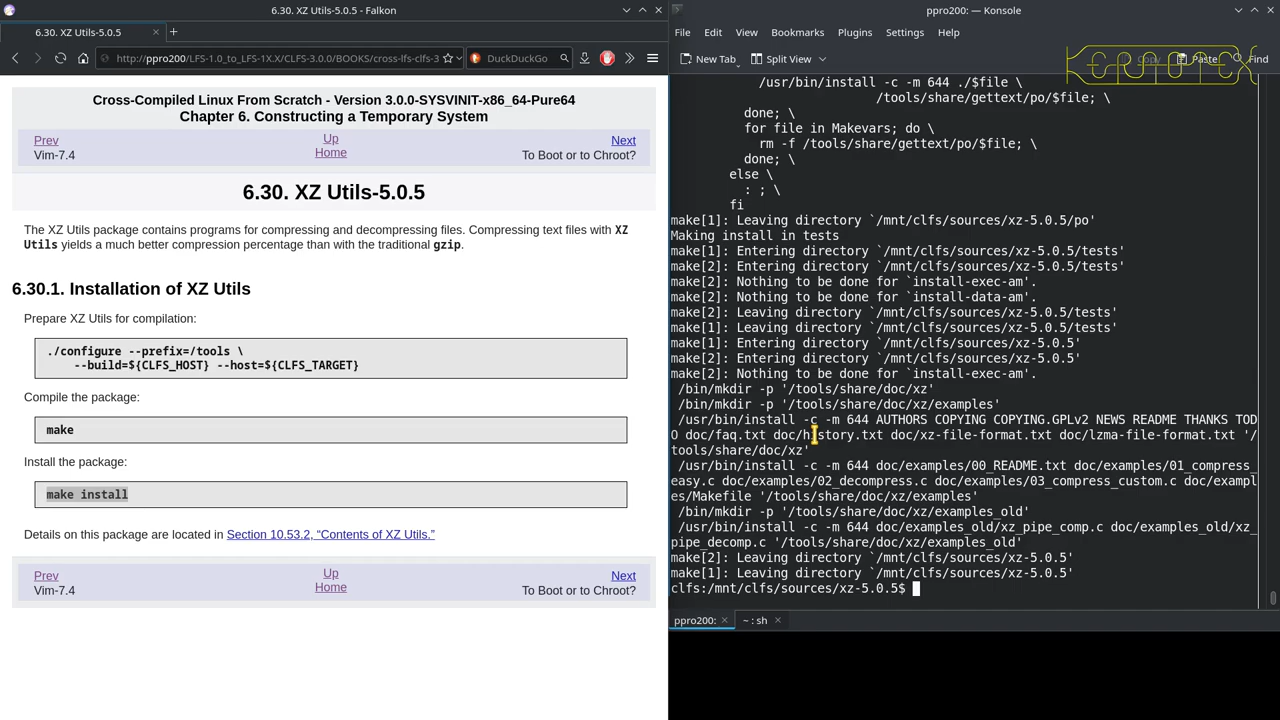 6.30. XZ Utils-5.0.5 - Falkon
6.30. XZ Utils-5.0.5
http://ppro200/LFS-1.0_to_LFS-1X.X/CLFS-3.0.0/BOOKS/cross-lfs-clfs-3
DuckDuckGo
Cross-Compiled Linux From Scratch - Version 3.0.0-SYSVINIT-x86_64-Pure64
Chapter 6. Constructing a Temporary System
Prev
Up
Next
Vim-7.4
Home
To Boot or to Chroot?
6.30. XZ Utils-5.0.5
The XZ Utils package contains programs for compressing and decompressing files. Compressing text files with XZ
Utils yields a much better compression percentage than with the traditional gzip.
6.30.1. Installation of XZ Utils
Prepare XZ Utils for compilation:
./configure --prefix=/tools \
--build=${CLFS_HOST} --host=${CLFS_TARGET}
Compile the package:
make
Install the package:
make install
Details on this package are located in Section 10.53.2, “Contents of XZ Utils.”
Prev
Up
Next
Vim-7.4
Home
To Boot or to Chroot?
ppro200: — Konsole
File Edit View Bookmarks Plugins Settings Help
New Tab Split View Copy Paste Find
/usr/bin/install -c -m 644 ./$file \
/tools/share/gettext/po/$file; \
done; \
for file in Makevars; do \
rm -f /tools/share/gettext/po/$file; \
done; \
else \
: ; \
fi
make[1]: Leaving directory `/mnt/clfs/sources/xz-5.0.5/po'
Making install in tests
make[1]: Entering directory `/mnt/clfs/sources/xz-5.0.5/tests'
make[2]: Entering directory `/mnt/clfs/sources/xz-5.0.5/tests'
make[2]: Nothing to be done for `install-exec-am'.
make[2]: Nothing to be done for `install-data-am'.
make[2]: Leaving directory `/mnt/clfs/sources/xz-5.0.5/tests'
make[1]: Leaving directory `/mnt/clfs/sources/xz-5.0.5/tests'
make[1]: Entering directory `/mnt/clfs/sources/xz-5.0.5'
make[2]: Entering directory `/mnt/clfs/sources/xz-5.0.5'
make[2]: Nothing to be done for `install-exec-am'.
/bin/mkdir -p '/tools/share/doc/xz'
/bin/mkdir -p '/tools/share/doc/xz/examples'
/usr/bin/install -c -m 644 AUTHORS COPYING COPYING.GPLv2 NEWS README THANKS TOD
O doc/faq.txt doc/history.txt doc/xz-file-format.txt doc/lzma-file-format.txt '/
tools/share/doc/xz'
/usr/bin/install -c -m 644 doc/examples/00_README.txt doc/examples/01_compress_
easy.c doc/examples/02_decompress.c doc/examples/03_compress_custom.c doc/exampl
es/Makefile '/tools/share/doc/xz/examples'
/bin/mkdir -p '/tools/share/doc/xz/examples_old'
/usr/bin/install -c -m 644 doc/examples_old/xz_pipe_comp.c doc/examples_old/xz_
pipe_decomp.c '/tools/share/doc/xz/examples_old'
make[2]: Leaving directory `/mnt/clfs/sources/xz-5.0.5'
make[1]: Leaving directory `/mnt/clfs/sources/xz-5.0.5'
clfs:/mnt/clfs/sources/xz-5.0.5$
ppro200:
~ : sh